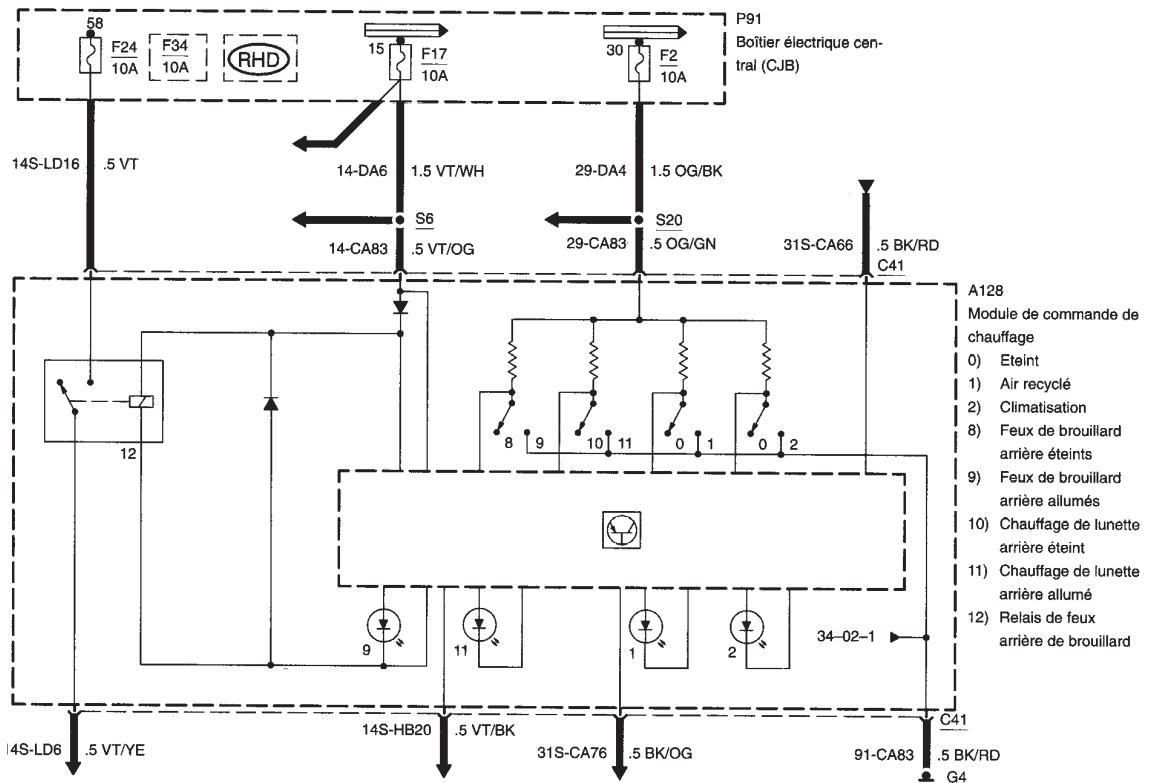 58
F24
10A
F34
10A
RHD
15
F17
10A
30
F2
10A
P91
Boîtier électrique cen-
tral (CJB)
14S-LD16 .5 VT
14-DA6 1.5 VT/WH
29-DA4 1.5 OG/BK
S6
S20
14-CA83 .5 VT/OG
29-CA83 .5 OG/GN
31S-CA66 .5 BK/RD
C41
A128
Module de commande de
chauffage
0) Eteint
1) Air recyclé
2) Climatisation
8) Feux de brouillard
arrière éteints
9) Feux de brouillard
arrière allumés
10) Chauffage de lunette
arrière éteint
11) Chauffage de lunette
arrière allumé
12) Relais de feux
arrière de brouillard
8 9 10 11 0 1 0 2
12
9 11 1 2
34–02–1
14S-HB20 .5 VT/BK
C41
4S-LD6 .5 VT/YE
31S-CA76 .5 BK/OG
91-CA83 .5 BK/RD
G4